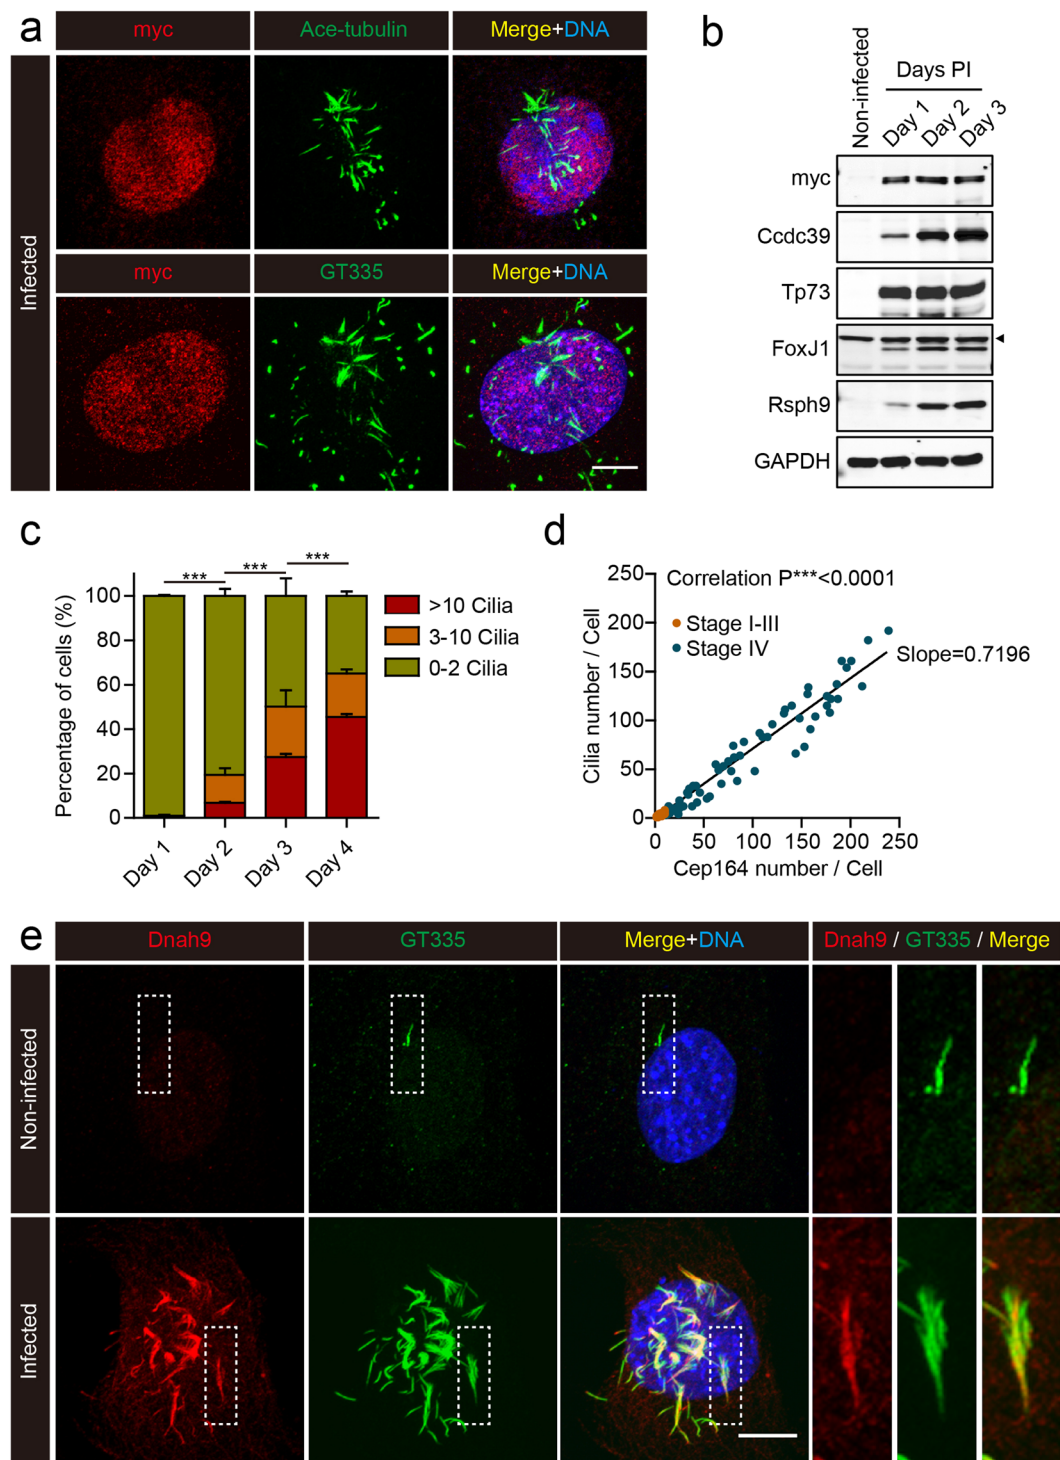 a
myc
Ace-tubulin
Merge+DNA
Infected
myc
GT335
Merge+DNA
b
Non-infected
Days PI
Day 1
Day 2
Day 3
myc
Ccdc39
Tp73
FoxJ1
Rsph9
GAPDH
c
*** *** ***
Percentage of cells (%)
100
80
60
40
20
0
Day 1
Day 2
Day 3
Day 4
>10 Cilia
3-10 Cilia
0-2 Cilia
d
Correlation P***<0.0001
Stage I-III
Stage IV
Slope=0.7196
Cilia number / Cell
250
200
150
100
50
0
0 50 100 150 200 250
Cep164 number / Cell
e
Dnah9
GT335
Merge+DNA
Dnah9 / GT335 / Merge
Non-infected
Infected